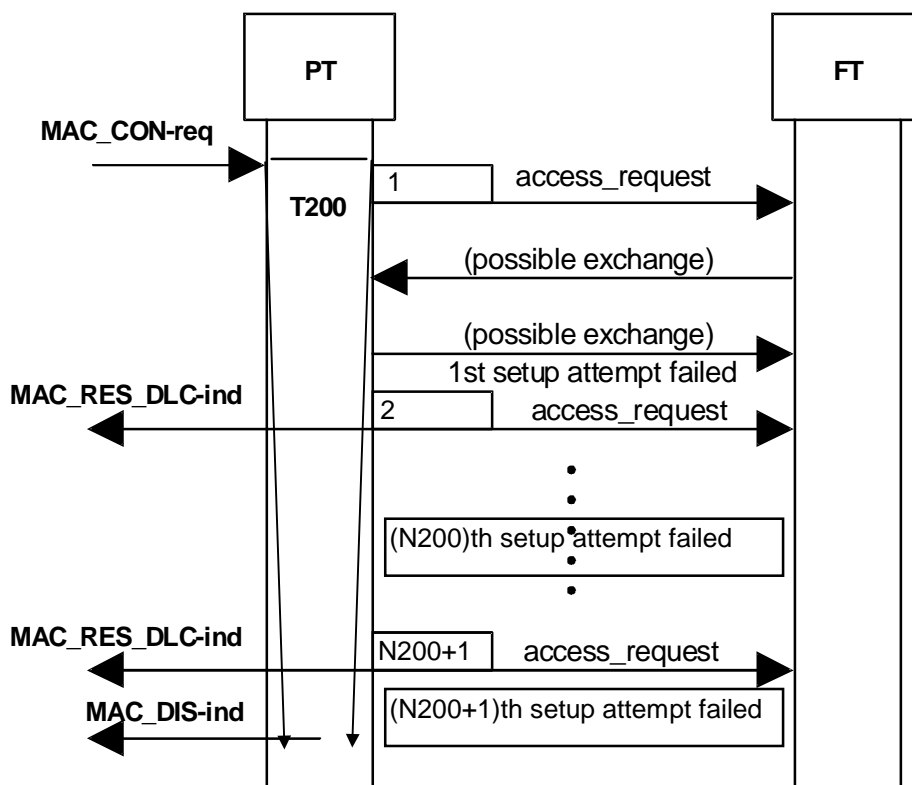 PT
FT
MAC_CON-req
T200
1
access_request
(possible exchange)
(possible exchange)
1st setup attempt failed
MAC_RES_DLC-ind
2
access_request
(N200)th setup attempt failed
MAC_RES_DLC-ind
N200+1
access_request
MAC_DIS-ind
(N200+1)th setup attempt failed